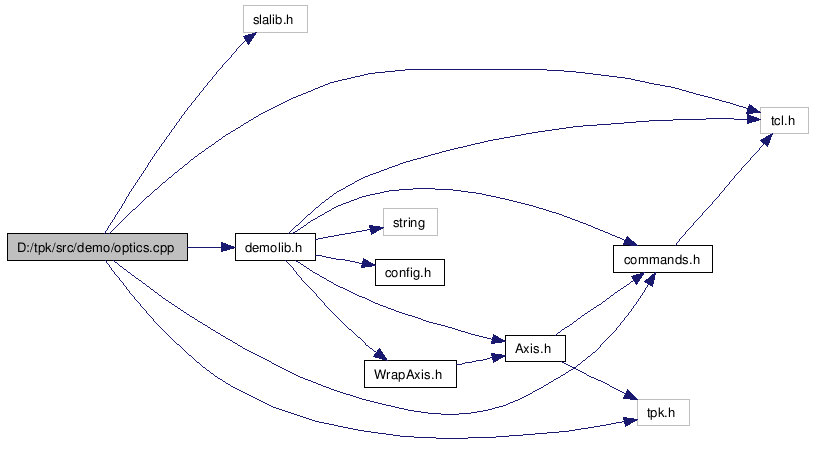 slalib.h
tcl.h
string
D:/tpk/src/demo/optics.cpp
demolib.h
commands.h
config.h
Axis.h
WrapAxis.h
tpk.h